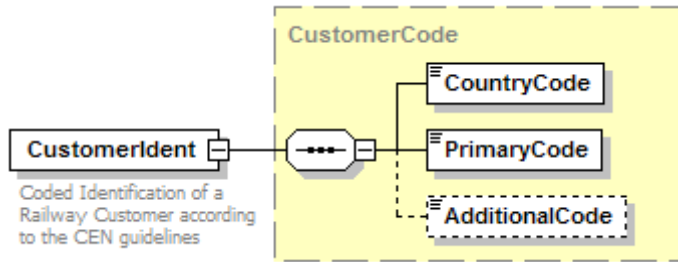 CustomerCode
CountryCode
CustomerIdent
PrimaryCode
Coded Identification of a
Railway Customer according
to the CEN guidelines
AdditionalCode